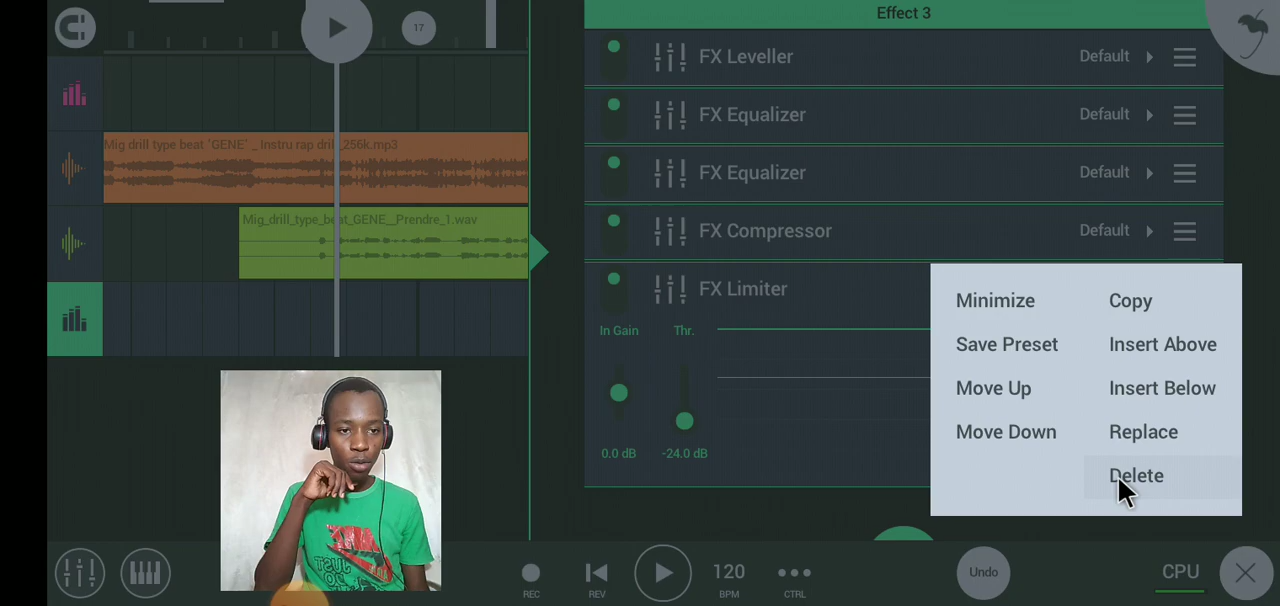 17
Effect 3
FX Leveller
Default
FX Equalizer
Default
Mig drill type beat 'GENE' _ Instru rap dril_256k.mp3
FX Equalizer
Default
Mig_drill_type_beat_GENE__Prendre_1.wav
FX Compressor
Default
FX Limiter
In Gain
Thr.
0.0 dB
-24.0 dB
Minimize
Copy
Save Preset
Insert Above
Move Up
Insert Below
Move Down
Replace
Delete
REC
REV
120
BPM
CTRL
Undo
CPU